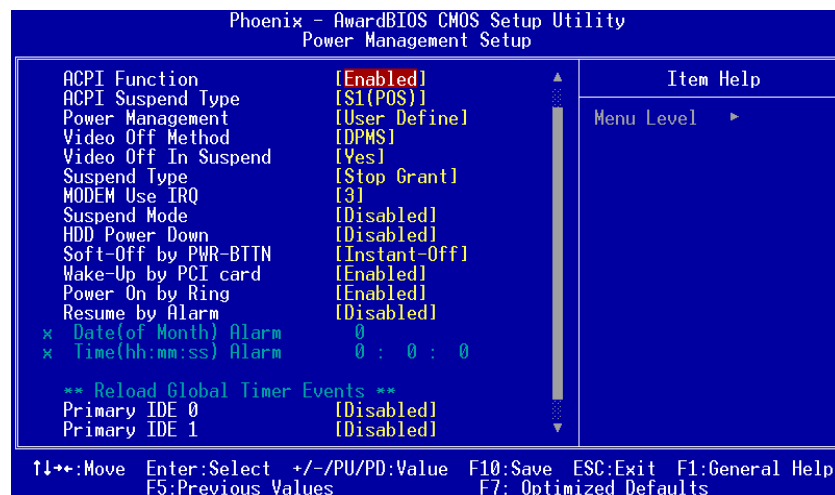 Phoenix - AwardBIOS CMOS Setup Utility
Power Management Setup
ACPI Function [Enabled]
ACPI Suspend Type [S1(POS)]
Power Management [User Define]
Video Off Method [DPMS]
Video Off In Suspend [Yes]
Suspend Type [Stop Grant]
MODEM Use IRQ [3]
Suspend Mode [Disabled]
HDD Power Down [Disabled]
Soft-Off by PWR-BTTN [Instant-Off]
Wake-Up by PCI card [Enabled]
Power On by Ring [Enabled]
Resume by Alarm [Disabled]
x Date(of Month) Alarm 0
x Time(hh:mm:ss) Alarm 0 : 0 : 0
** Reload Global Timer Events **
Primary IDE 0 [Disabled]
Primary IDE 1 [Disabled]
Item Help
Menu Level ►
↑↓→←:Move Enter:Select +/-/PU/PD:Value F10:Save ESC:Exit F1:General Help
F5:Previous Values F7: Optimized Defaults